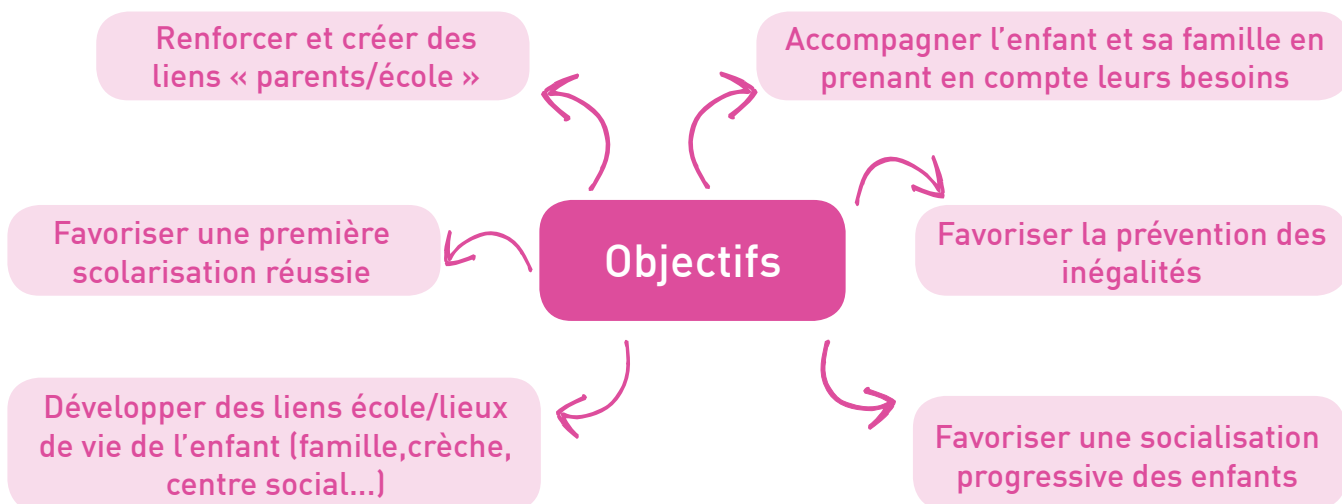 Renforcer et créer des
liens « parents/école »
Accompagner l'enfant et sa famille en
prenant en compte leurs besoins
Favoriser une première
scolarisation réussie
Objectifs
Favoriser la prévention des
inégalités
Développer des liens école/lieux
de vie de l'enfant (famille,crèche,
centre social...)
Favoriser une socialisation
progressive des enfants